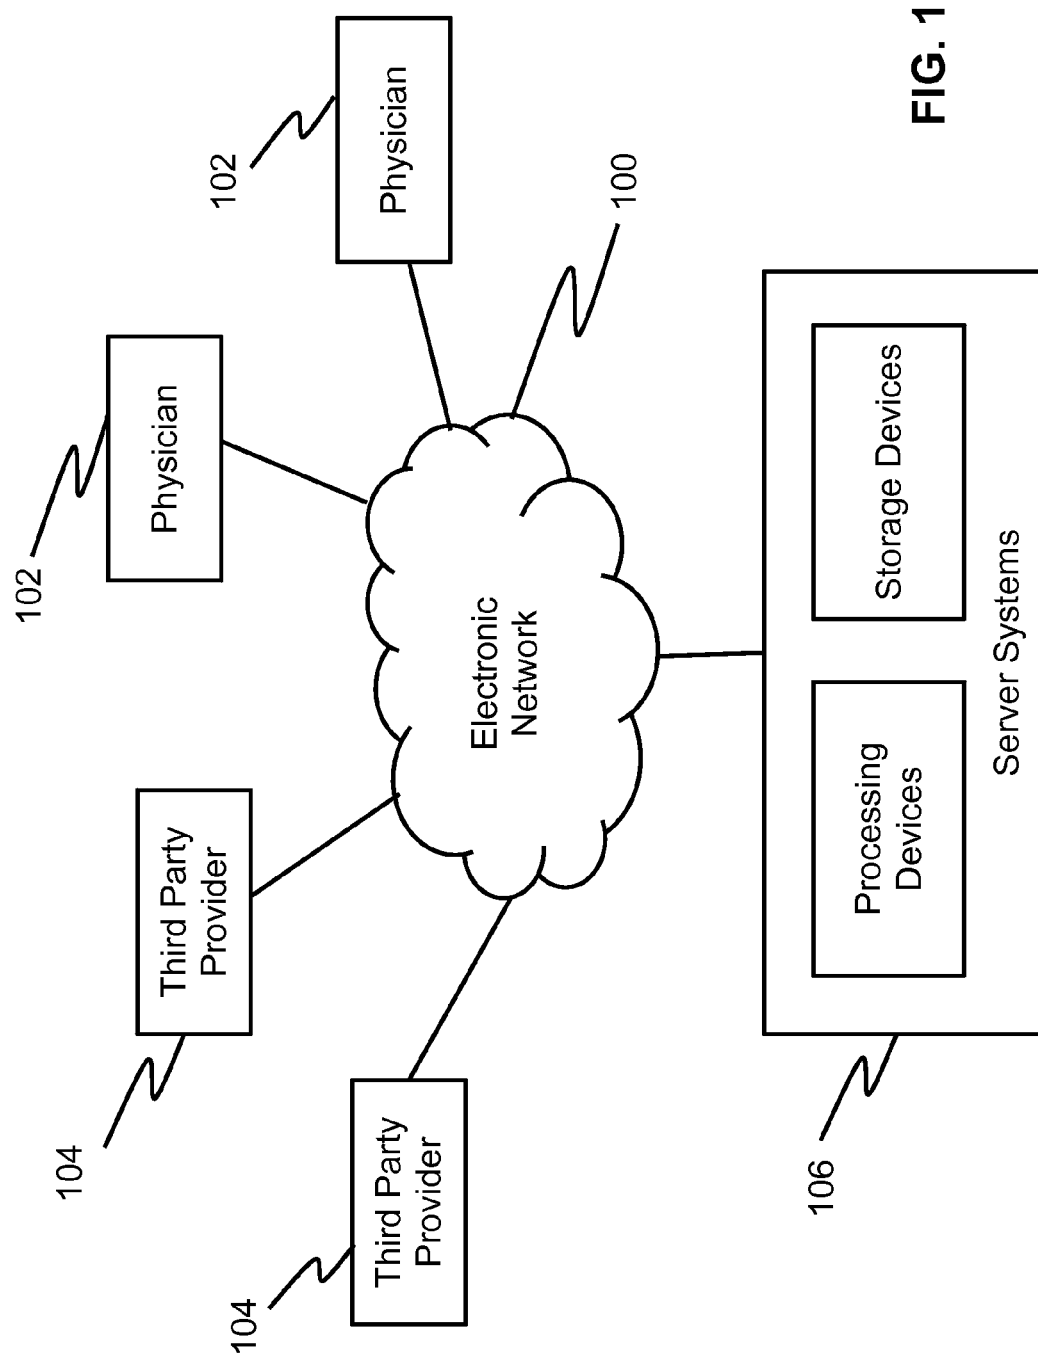 102
Physician
102
Physician
104
Third Party
Provider
104
Third Party
Provider
Electronic
Network
100
106
Processing
Devices
Storage Devices
Server Systems
FIG. 1